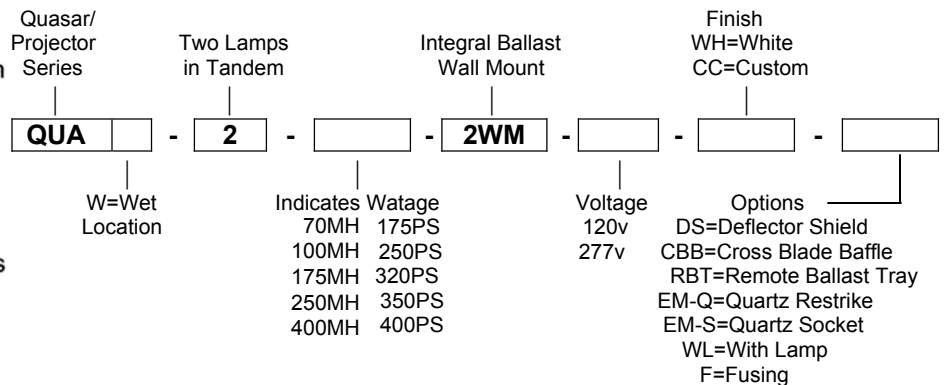 Quasar/
Projector
Series
Two Lamps
in Tandem
Integral Ballast
Wall Mount
Finish
WH=White
CC=Custom
QUA - 2 - - 2WM - - -
W=Wet
Location
Indicates Watage
70MH 175PS
100MH 250PS
175MH 320PS
250MH 350PS
400MH 400PS
Voltage
120v
277v
Options
DS=Deflector Shield
CBB=Cross Blade Baffle
RBT=Remote Ballast Tray
EM-Q=Quartz Restrike
EM-S=Quartz Socket
WL=With Lamp
F=Fusing